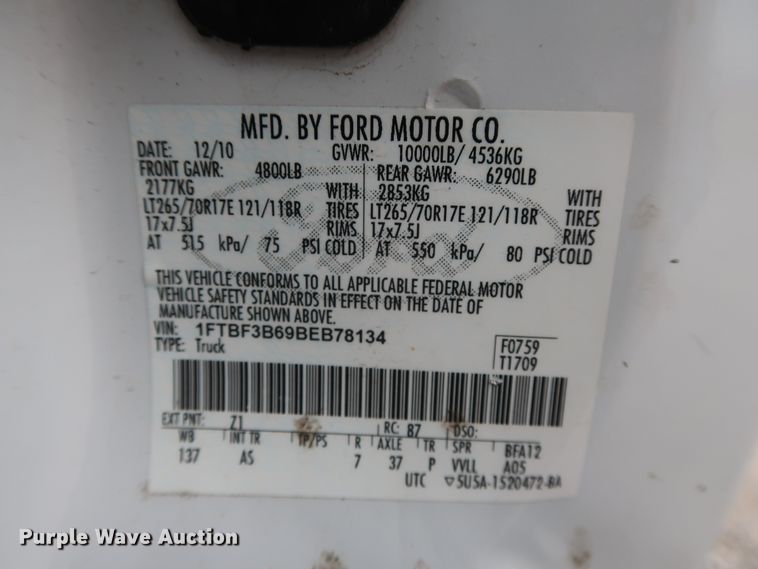 MFD. BY FORD MOTOR CO.
DATE: 12/10 GVWR: 10000LB/ 4536KG
FRONT GAWR: 4800LB REAR GAWR: 6290LB
2177KG WITH 2853KG WITH
LT265/70R17E 121/118R TIRES LT265/70R17E 121/118R TIRES
17x7.5J RIMS 17x7.5J RIMS
AT 515 kPa/ 75 PSI COLD AT 550 kPa/ 80 PSI COLD
Ford
THIS VEHICLE CONFORMS TO ALL APPLICABLE FEDERAL MOTOR
VEHICLE SAFETY STANDARDS IN EFFECT ON THE DATE OF
MANUFACTURE SHOWN ABOVE.
VIN: 1FTBF3B69BEB78134
TYPE: Truck
F0759
T1709
EXT PNT: Z1 RC: 87 DSO:
WB INT TR TP/PS R AXLE TR SPR BFA12
137 AS 7 37 P VVLL A05
UTC ▽5U5A-1520472-BA
Purple Wave Auction